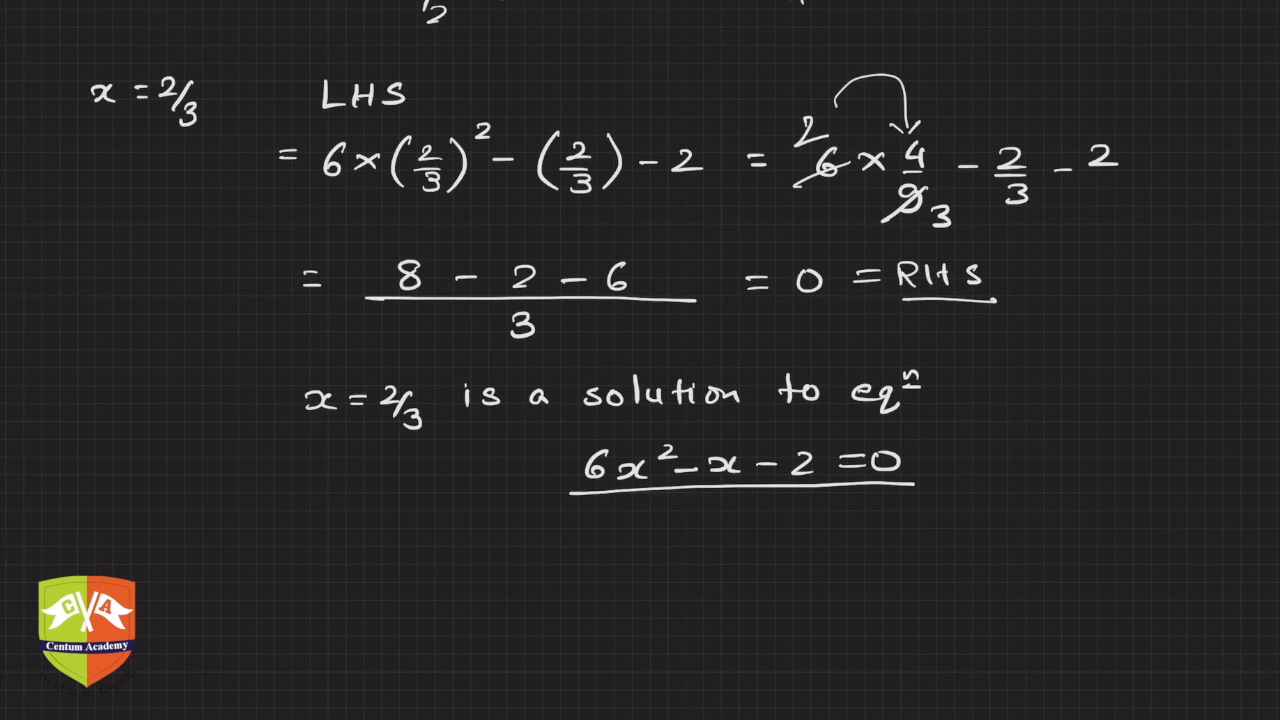 x = 2/3 LHS
= 6 × (2/3)² − (2/3) − 2 = 2 6 × 4/9 3 − 2/3 − 2
= 8 − 2 − 6 / 3 = 0 = RHS
x = 2/3 is a solution to eqⁿ
6x² − x − 2 = 0
C A
Centum Academy